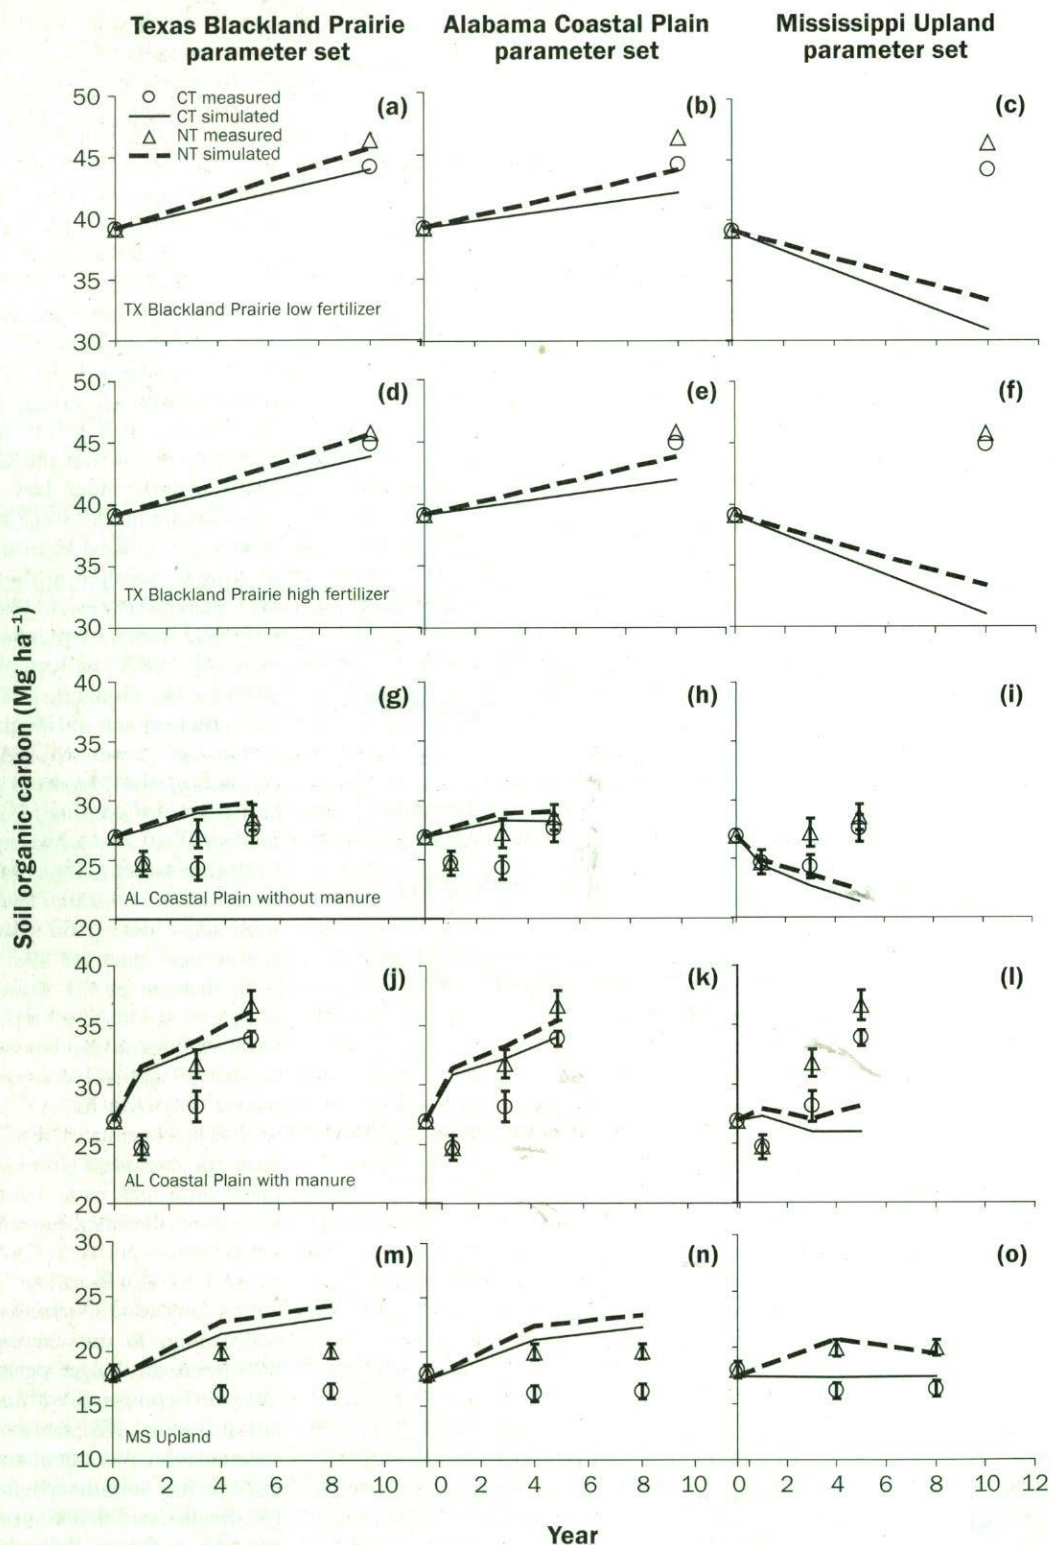 Texas Blackland Prairie
parameter set
Alabama Coastal Plain
parameter set
Mississippi Upland
parameter set
Soil organic carbon (Mg ha⁻¹)
50
45
40
35
30
CT measured
CT simulated
NT measured
NT simulated
(a)
TX Blackland Prairie low fertilizer
(b)
(c)
50
45
40
35
30
(d)
TX Blackland Prairie high fertilizer
(e)
(f)
40
35
30
25
20
(g)
AL Coastal Plain without manure
(h)
(i)
40
35
30
25
20
(j)
AL Coastal Plain with manure
(k)
(l)
30
25
20
15
10
(m)
MS Upland
(n)
(o)
0 2 4 6 8 10 0 2 4 6 8 10 0 2 4 6 8 10 12
Year